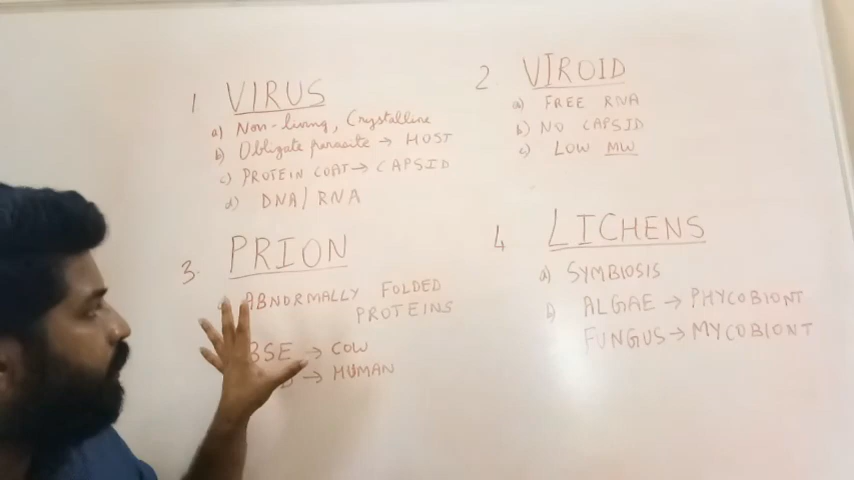 1 VIRUS
a) Non-living, Crystalline
b) Obligate parasite → HOST
c) PROTEIN COAT → CAPSID
d) DNA/RNA
2 VIROID
a) FREE RNA
b) NO CAPSID
c) LOW MW
3. PRION
ABNORMALLY FOLDED
PROTEINS
BSE → COW
→ HUMAN
4 LICHENS
a) SYMBIOSIS
b) ALGAE → PHYCOBIONT
FUNGUS → MYCOBIONT